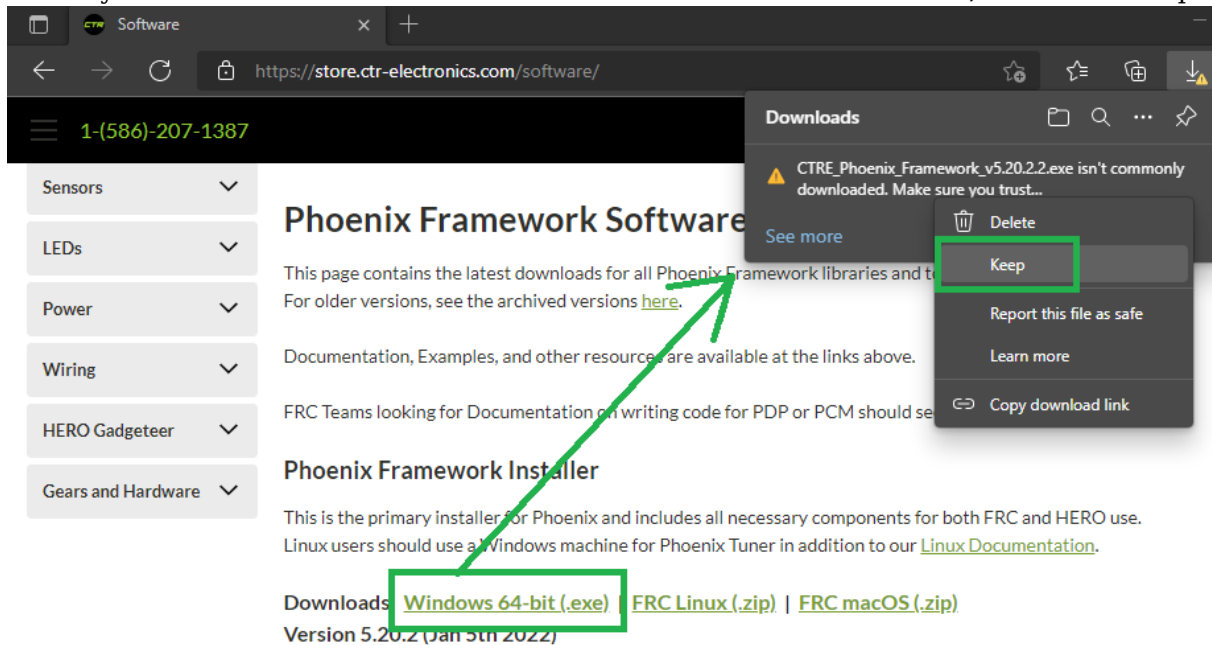 Software
https://store.ctr-electronics.com/software/
1-(586)-207-1387
Downloads
CTRE_Phoenix_Framework_v5.20.2.2.exe isn't commonly
downloaded. Make sure you trust...
See more
Delete
Keep
Report this file as safe
Learn more
Copy download link
Sensors
LEDs
Power
Wiring
HERO Gadgeteer
Gears and Hardware
Phoenix Framework Software
This page contains the latest downloads for all Phoenix Framework libraries and
For older versions, see the archived versions here.
Documentation, Examples, and other resources are available at the links above.
FRC Teams looking for Documentation on writing code for PDP or PCM should
Phoenix Framework Installer
This is the primary installer for Phoenix and includes all necessary components for both FRC and HERO use.
Linux users should use a Windows machine for Phoenix Tuner in addition to our Linux Documentation.
Downloads Windows 64-bit (.exe) | FRC Linux (.zip) | FRC macOS (.zip)
Version 5.20.2 (Jan 5th 2022)